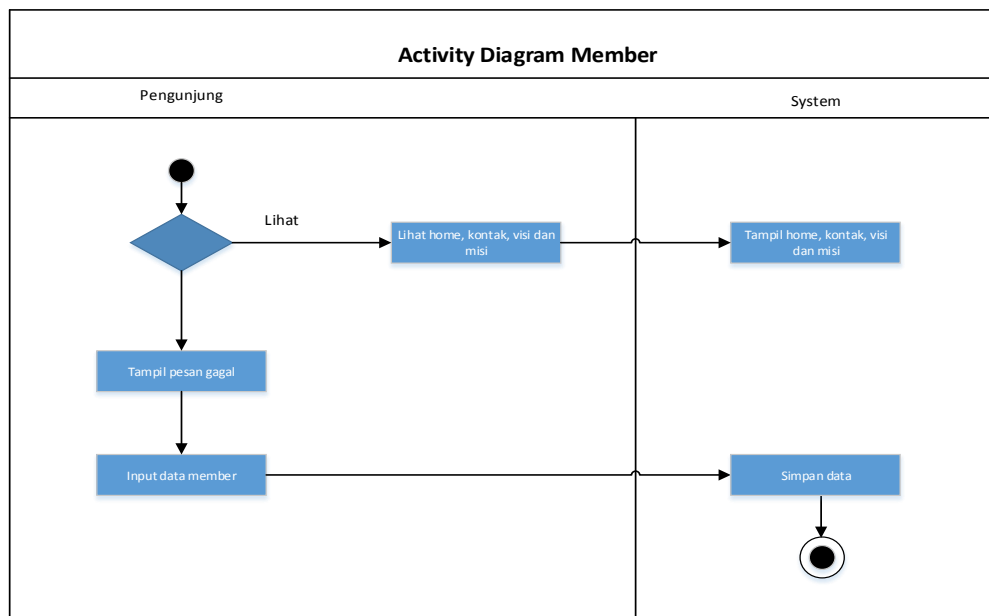 Activity Diagram Member
Pengunjung
System
Lihat
Lihat home, kontak, visi dan
misi
Tampil home, kontak, visi
dan misi
Tampil pesan gagal
Input data member
Simpan data